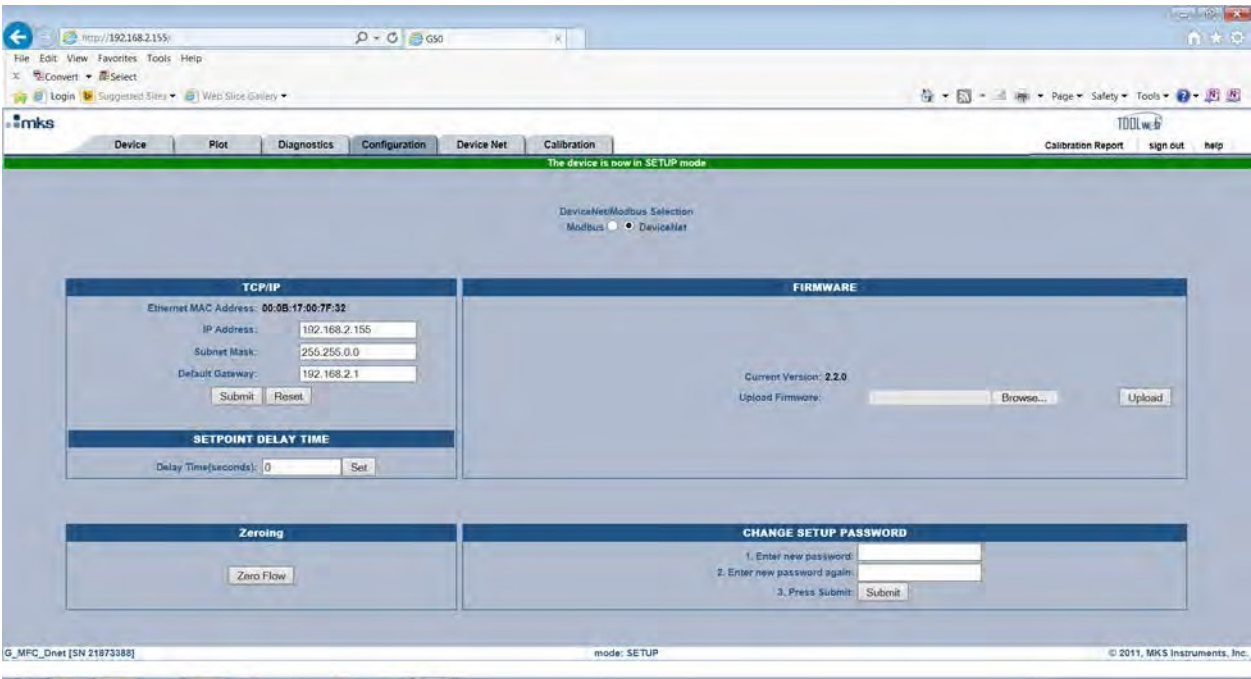 http://192.168.2.155/
G50
File Edit View Favorites Tools Help
x Convert Select
Login Suggested Sites Web Slice Gallery
Page Safety Tools
mks
TOOLweb
Device Plot Diagnostics Configuration Device Net Calibration
Calibration Report sign out help
The device is now in SETUP mode
DeviceNet/Modbus Selection
Modbus DeviceNet
TCP/IP
Ethernet MAC Address: 00:0B:17:00:7F:32
IP Address: 192.168.2.155
Subnet Mask: 255.255.0.0
Default Gateway: 192.168.2.1
Submit Reset
SETPOINT DELAY TIME
Delay Time(seconds): 0 Set
FIRMWARE
Current Version: 2.2.0
Upload Firmware: Browse... Upload
Zeroing
Zero Flow
CHANGE SETUP PASSWORD
1. Enter new password:
2. Enter new password again:
3. Press Submit: Submit
G_MFC_Dnet [SN 21873388] mode: SETUP © 2011, MKS Instruments, Inc.